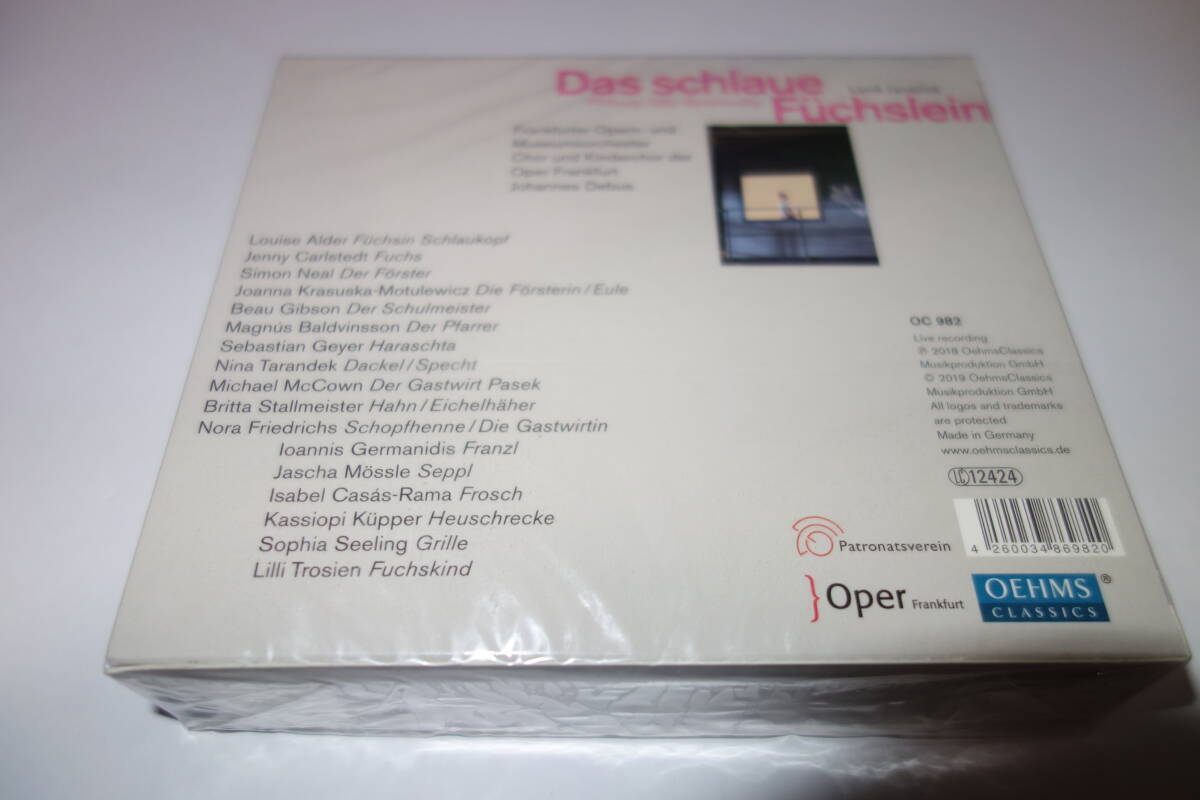 Das schlaue
Füchslein
Frankfurter Opern- und
Museumsorchester
Chor und Kinderchor der
Oper Frankfurt
Johannes Debus
Louise Alder Füchsin Schlaukopf
Jenny Carlstedt Fuchs
Simon Neal Der Förster
Joanna Krasuska-Motulewicz Die Försterin / Eule
Beau Gibson Der Schulmeister
Magnús Baldvinsson Der Pfarrer
Sebastian Geyer Haraschta
Nina Tarandek Dackel / Specht
Michael McCown Der Gastwirt Pasek
Britta Stallmeister Hahn / Eichelhäher
Nora Friedrichs Schopfhenne / Die Gastwirtin
Ioannis Germanidis Franzl
Jascha Mössle Seppl
Isabel Casás-Rama Frosch
Kassiopi Küpper Heuschrecke
Sophia Seeling Grille
Lilli Trosien Fuchskind
OC 982
Live recording
℗ 2018 OehmsClassics
Musikproduktion GmbH
© 2019 OehmsClassics
Musikproduktion GmbH
All logos and trademarks
are protected
Made in Germany
www.oehmsclassics.de
LC 12424
4 260034 869820
Patronatsverein
}Oper Frankfurt
OEHMS®
CLASSICS